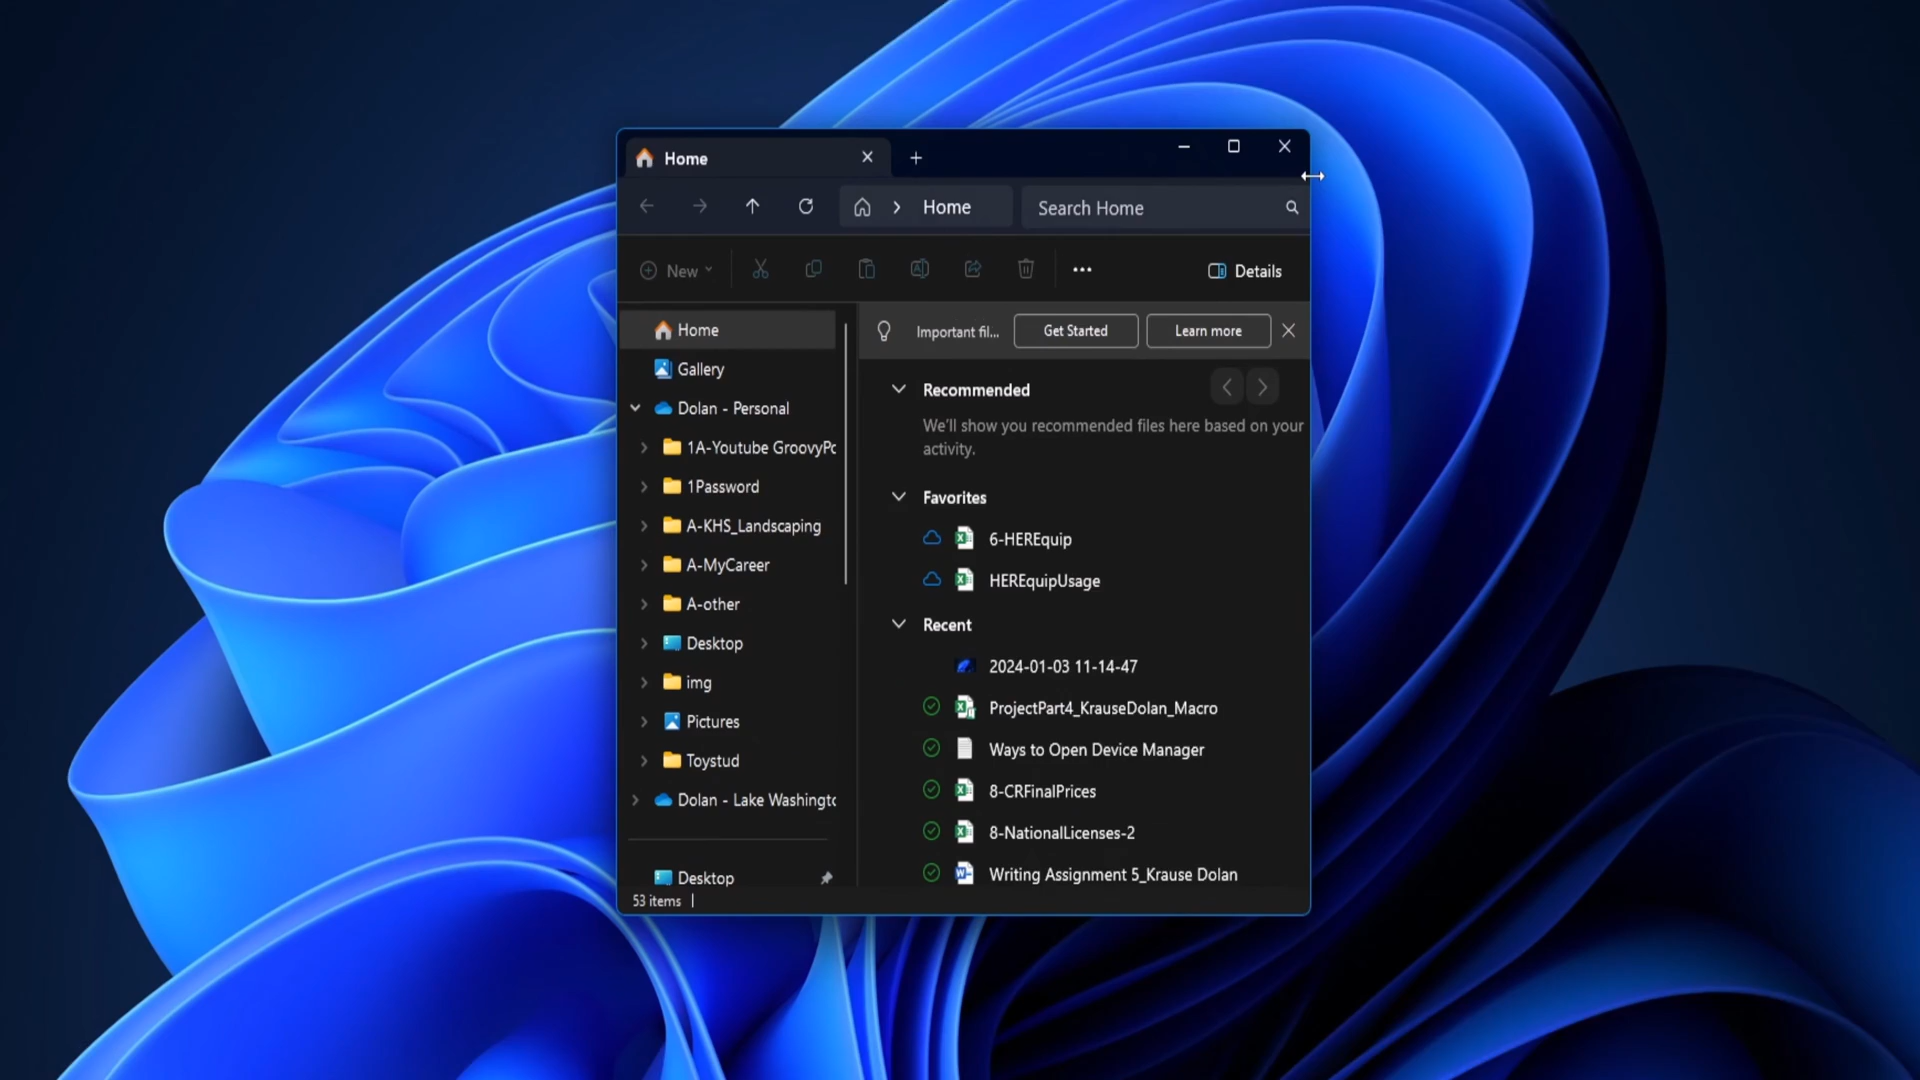 Home
Home
Search Home
New
Details
Home
Gallery
Dolan - Personal
1A-Youtube GroovyPo
1Password
A-KHS_Landscaping
A-MyCareer
A-other
Desktop
img
Pictures
Toystud
Dolan - Lake Washingto
Desktop
53 items
Important fil...
Get Started
Learn more
Recommended
We'll show you recommended files here based on your
activity.
Favorites
6-HEREquip
HEREquipUsage
Recent
2024-01-03 11-14-47
ProjectPart4_KrauseDolan_Macro
Ways to Open Device Manager
8-CRFinalPrices
8-NationalLicenses-2
Writing Assignment 5_Krause Dolan